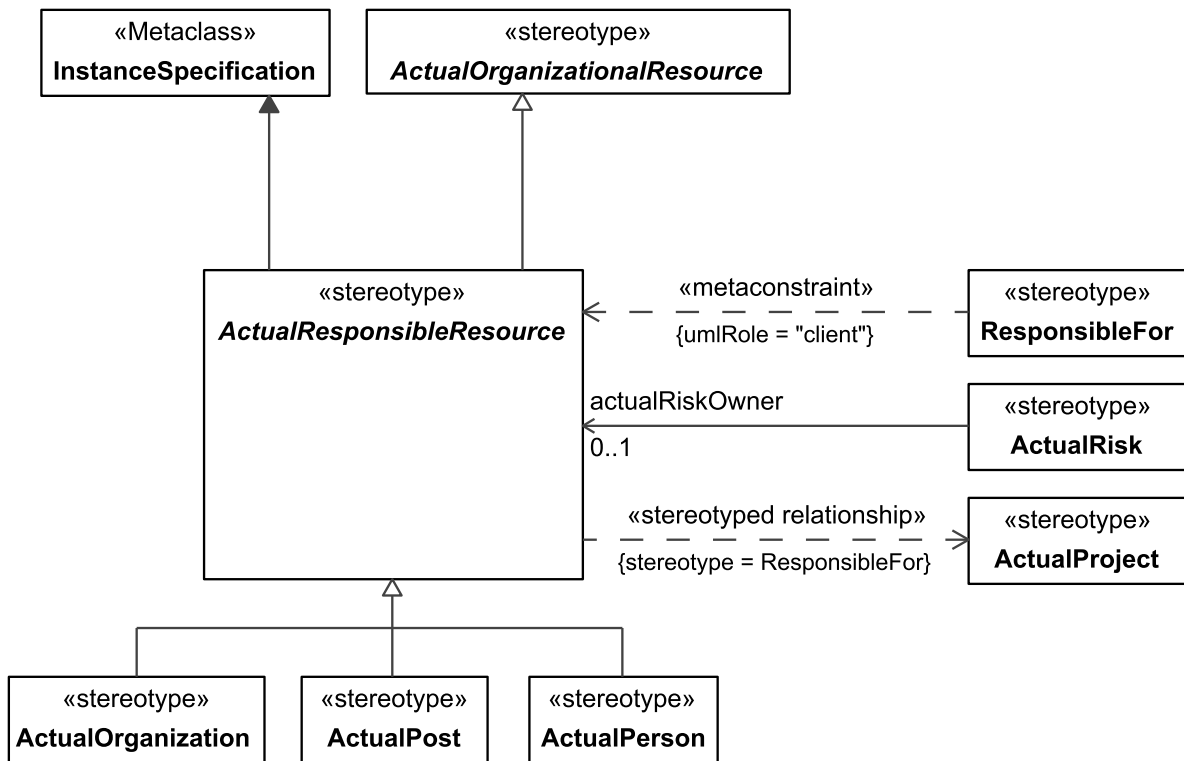 «Metaclass»
InstanceSpecification
«stereotype»
ActualOrganizationalResource
«stereotype»
ActualResponsibleResource
«metaconstraint»
{umlRole = "client"}
«stereotype»
ResponsibleFor
actualRiskOwner
0..1
«stereotype»
ActualRisk
«stereotyped relationship»
{stereotype = ResponsibleFor}
«stereotype»
ActualProject
«stereotype»
ActualOrganization
«stereotype»
ActualPost
«stereotype»
ActualPerson